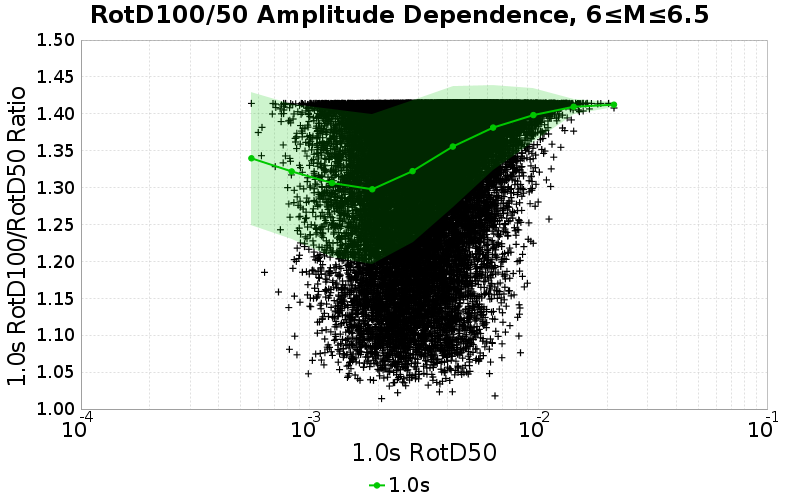 RotD100/50 Amplitude Dependence, 6≤M≤6.5
1.0s RotD100/RotD50 Ratio
1.50
1.45
1.40
1.35
1.30
1.25
1.20
1.15
1.10
1.05
1.00
10^-4 10^-3 10^-2 10^-1
1.0s RotD50
1.0s